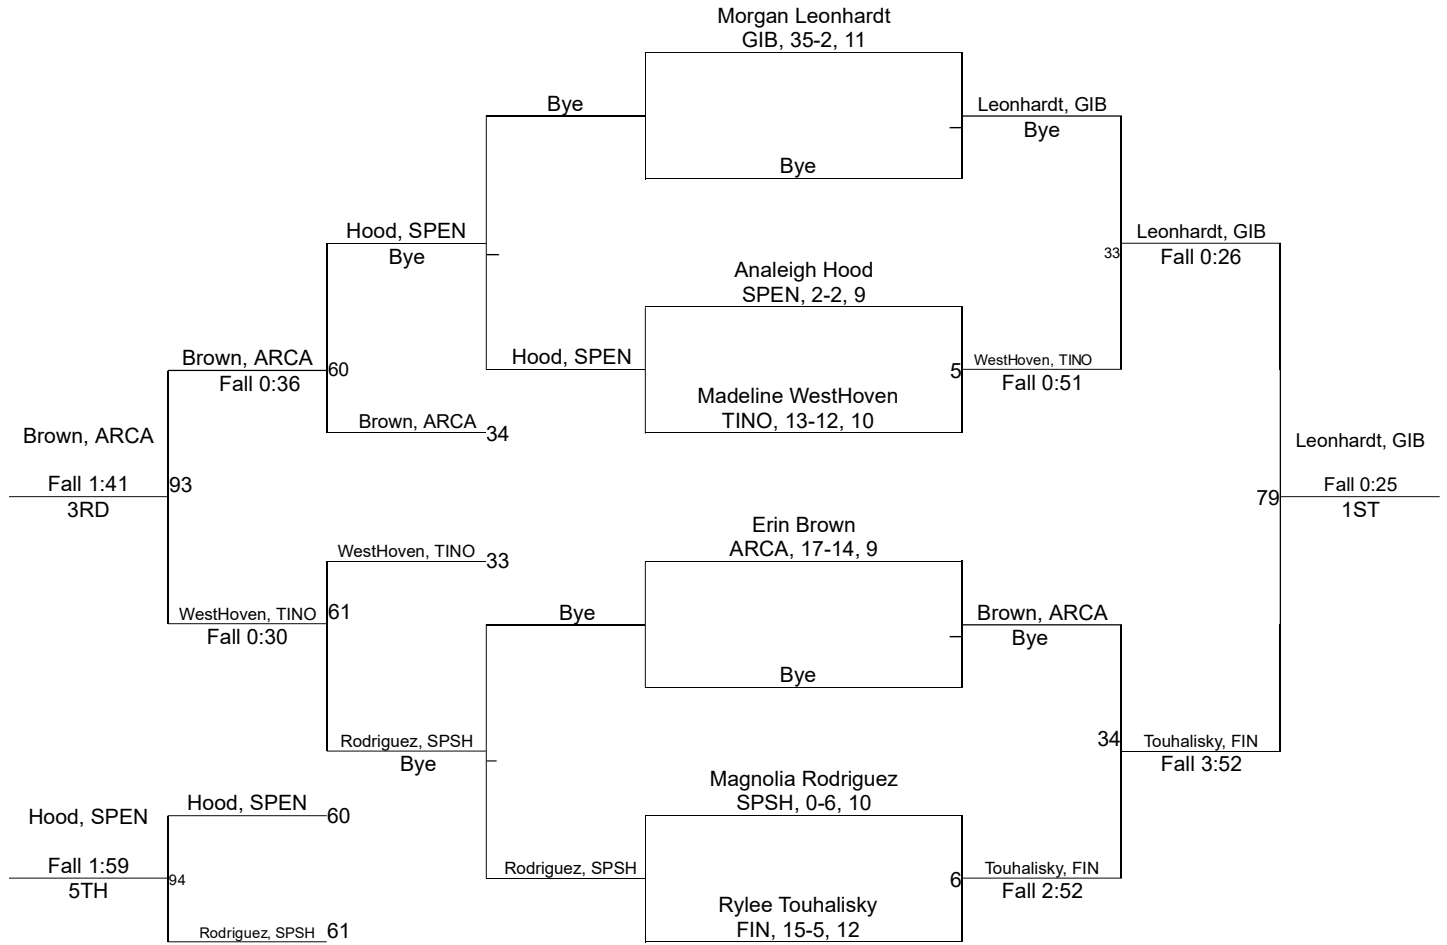 Morgan Leonhardt
GIB, 35-2, 11
Bye
Leonhardt, GIB
Bye
Bye
Hood, SPEN
Bye
Leonhardt, GIB
33
Fall 0:26
Analeigh Hood
SPEN, 2-2, 9
Brown, ARCA
60
Fall 0:36
Hood, SPEN
5
WestHoven, TINO
Fall 0:51
Madeline WestHoven
TINO, 13-12, 10
Brown, ARCA
34
Brown, ARCA
Fall 1:41
93
3RD
Leonhardt, GIB
79
Fall 0:25
1ST
Erin Brown
ARCA, 17-14, 9
WestHoven, TINO
33
WestHoven, TINO
61
Fall 0:30
Bye
Brown, ARCA
Bye
Bye
Rodriguez, SPSH
Bye
34
Touhalisky, FIN
Fall 3:52
Magnolia Rodriguez
SPSH, 0-6, 10
Hood, SPEN
60
Hood, SPEN
Fall 1:59
94
5TH
Rodriguez, SPSH
6
Touhalisky, FIN
Fall 2:52
Rylee Touhalisky
FIN, 15-5, 12
Rodriguez, SPSH
61